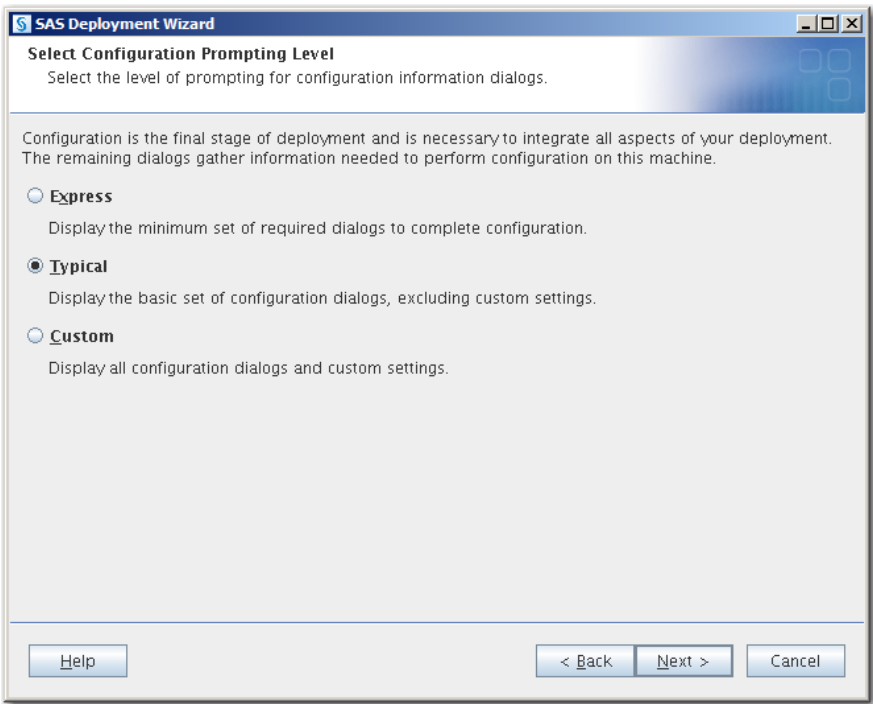 SAS Deployment Wizard
Select Configuration Prompting Level
Select the level of prompting for configuration information dialogs.
Configuration is the final stage of deployment and is necessary to integrate all aspects of your deployment.
The remaining dialogs gather information needed to perform configuration on this machine.
Express
Display the minimum set of required dialogs to complete configuration.
Typical
Display the basic set of configuration dialogs, excluding custom settings.
Custom
Display all configuration dialogs and custom settings.
Help
< Back
Next >
Cancel